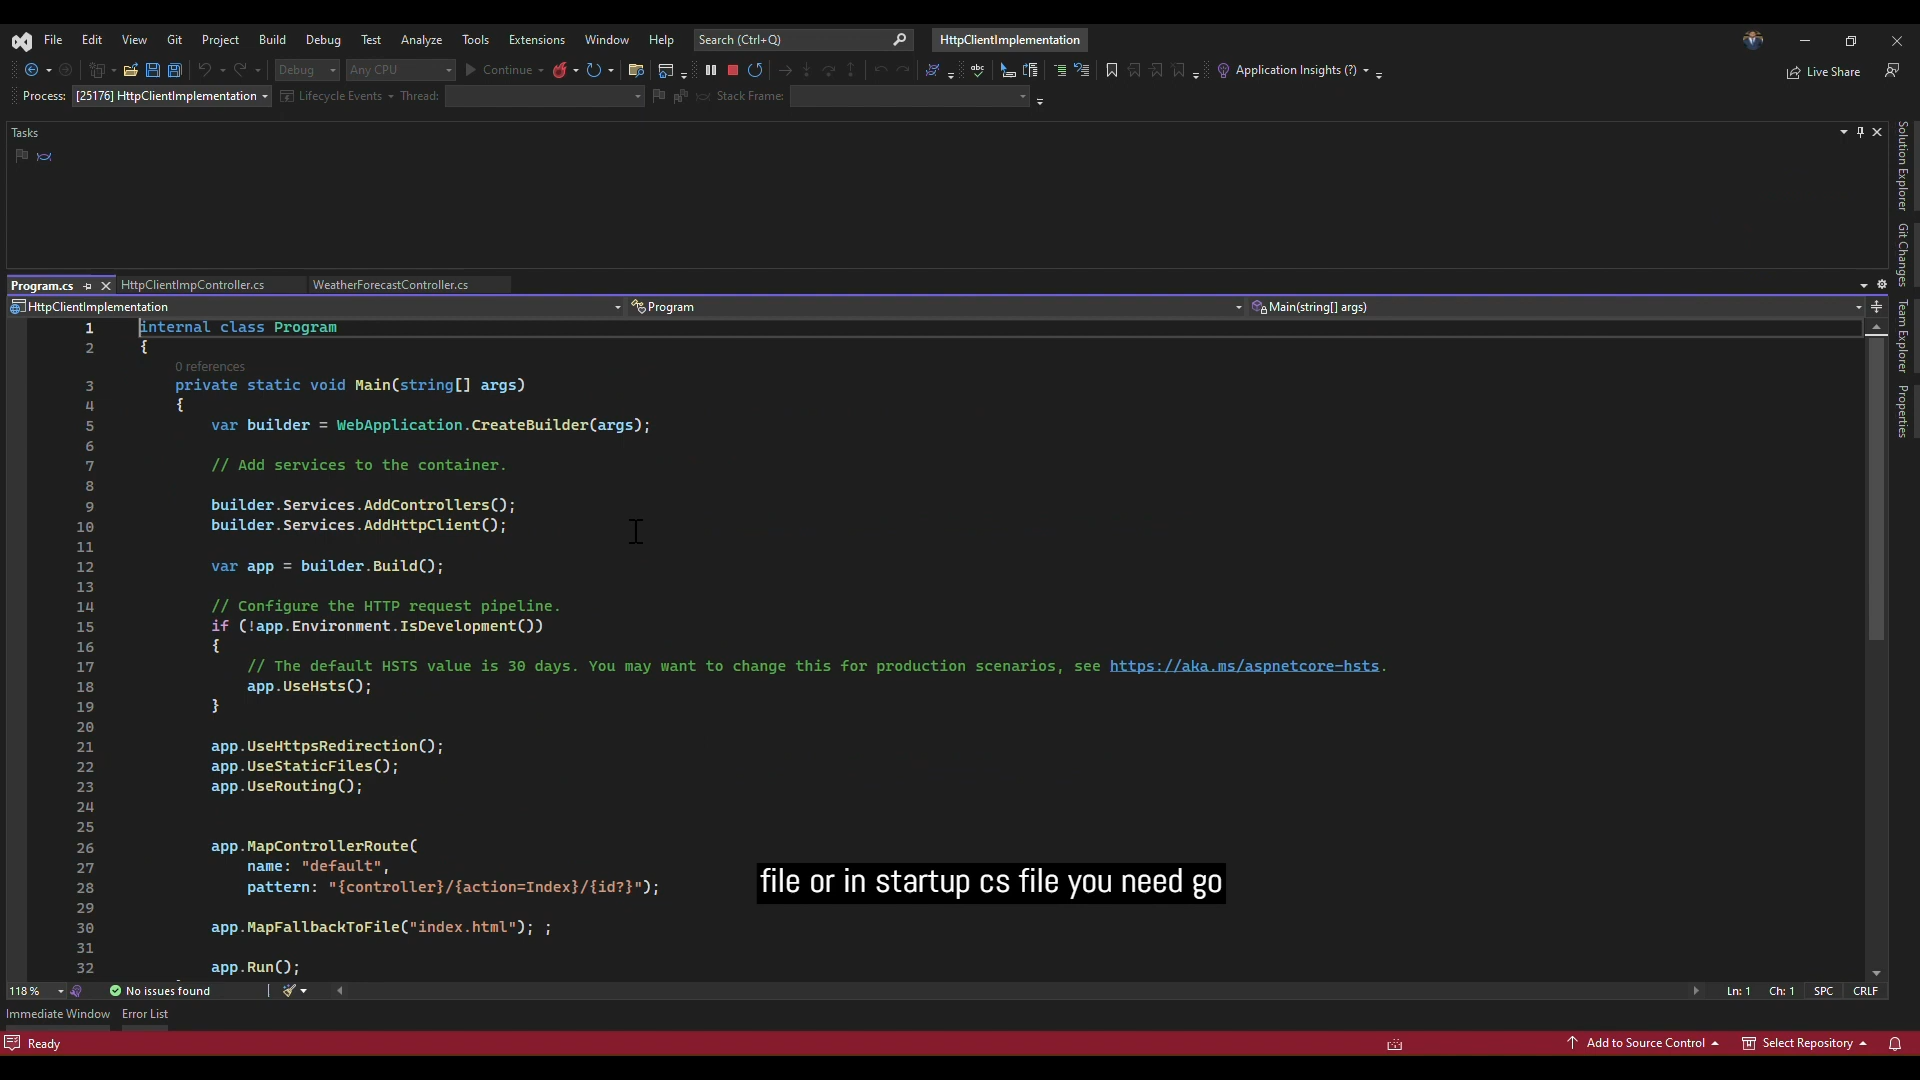 File Edit View Git Project Build Debug Test Analyze Tools Extensions Window Help Search (Ctrl+Q) HttpClientImplementation
Debug Any CPU Continue Application Insights (?) Live Share
Process: [25176] HttpClientImplementation Lifecycle Events Thread: Stack Frame:
Tasks
Program.cs HttpClientImpController.cs WeatherForecastController.cs
HttpClientImplementation Program Main(string[] args)
1 internal class Program
2 {
0 references
3 private static void Main(string[] args)
4 {
5 var builder = WebApplication.CreateBuilder(args);
6
7 // Add services to the container.
8
9 builder.Services.AddControllers();
10 builder.Services.AddHttpClient();
11
12 var app = builder.Build();
13
14 // Configure the HTTP request pipeline.
15 if (!app.Environment.IsDevelopment())
16 {
17 // The default HSTS value is 30 days. You may want to change this for production scenarios, see https://aka.ms/aspnetcore-hsts.
18 app.UseHsts();
19 }
20
21 app.UseHttpsRedirection();
22 app.UseStaticFiles();
23 app.UseRouting();
24
25
26 app.MapControllerRoute(
27 name: "default",
28 pattern: "{controller}/{action=Index}/{id?}");
29
30 app.MapFallbackToFile("index.html"); ;
31
32 app.Run();
file or in startup cs file you need go
118 % No issues found Ln: 1 Ch: 1 SPC CRLF
Immediate Window Error List
Ready Add to Source Control Select Repository
Solution Explorer
Git Changes
Team Explorer
Properties